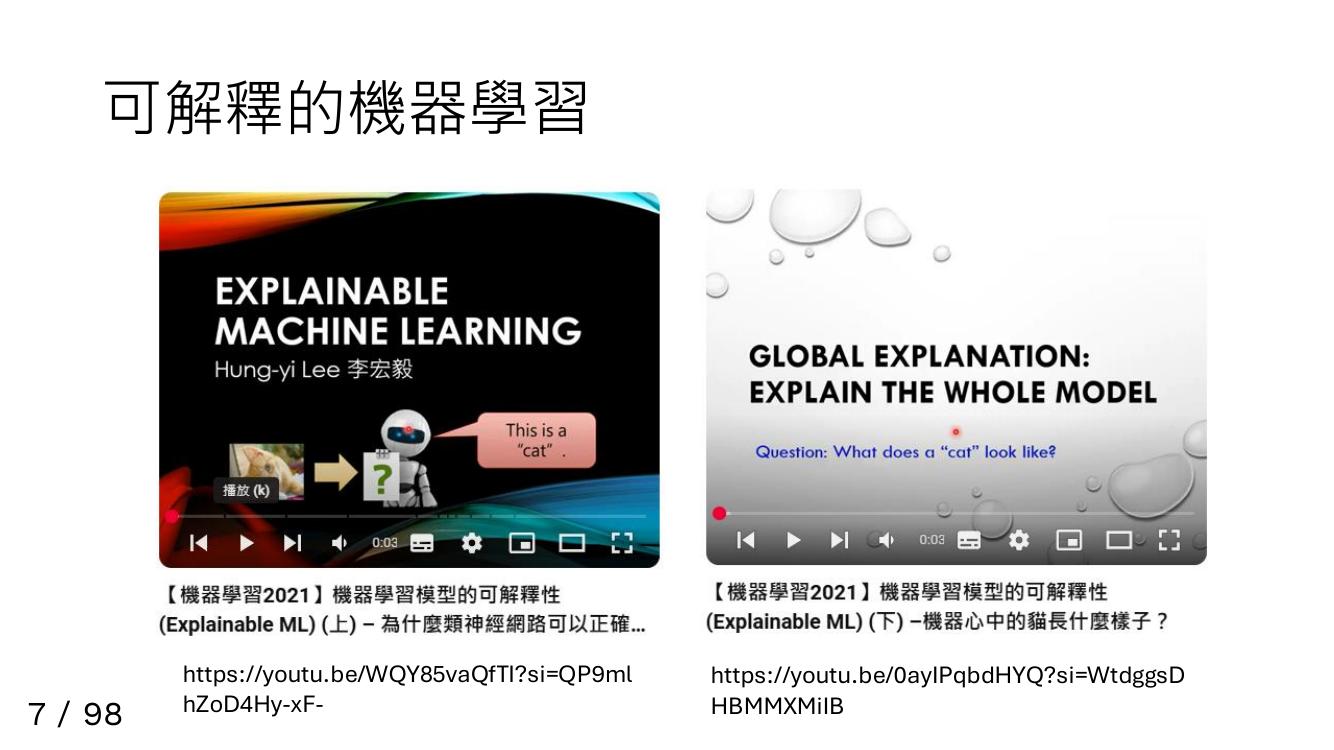 可解釋的機器學習
EXPLAINABLE
MACHINE LEARNING
Hung-yi Lee 李宏毅
This is a
“cat” .
?
播放 (k)
0:03
【機器學習2021】機器學習模型的可解釋性
(Explainable ML) (上) – 為什麼類神經網路可以正確...
https://youtu.be/WQY85vaQfTI?si=QP9ml
hZoD4Hy-xF-
GLOBAL EXPLANATION:
EXPLAIN THE WHOLE MODEL
Question: What does a “cat” look like?
0:03
【機器學習2021】機器學習模型的可解釋性
(Explainable ML) (下) –機器心中的貓長什麼樣子？
https://youtu.be/0ayIPqbdHYQ?si=WtdggsD
HBMMXMiIB
7 / 98